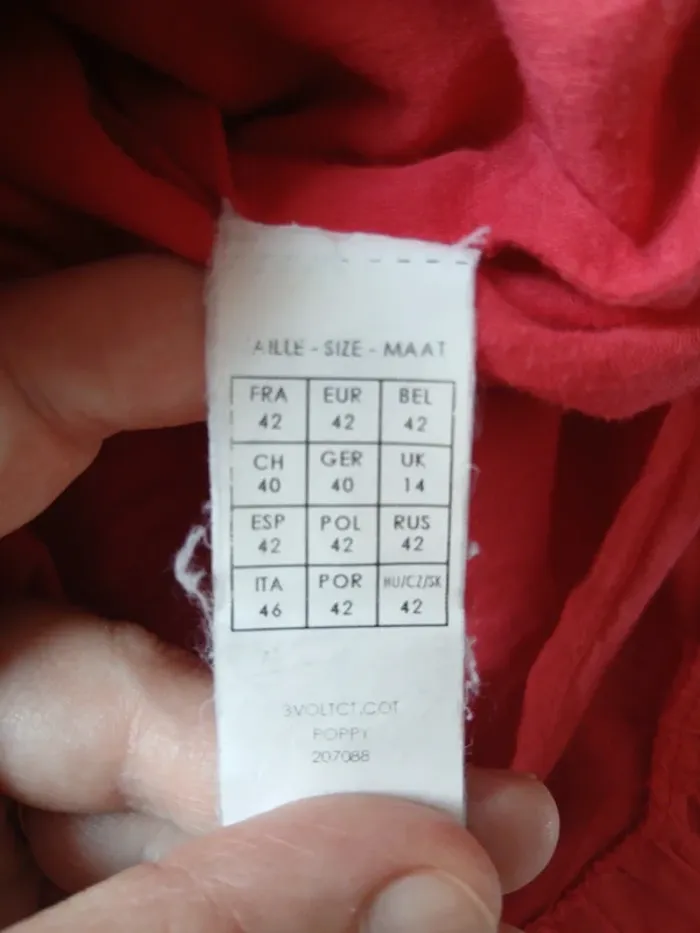 AILLE - SIZE - MAAT
FRA EUR BEL
42 42 42
CH GER UK
40 40 14
ESP POL RUS
42 42 42
ITA POR HU/CZ/SK
46 42 42
3VOLTCT.COT
POPPY
207088